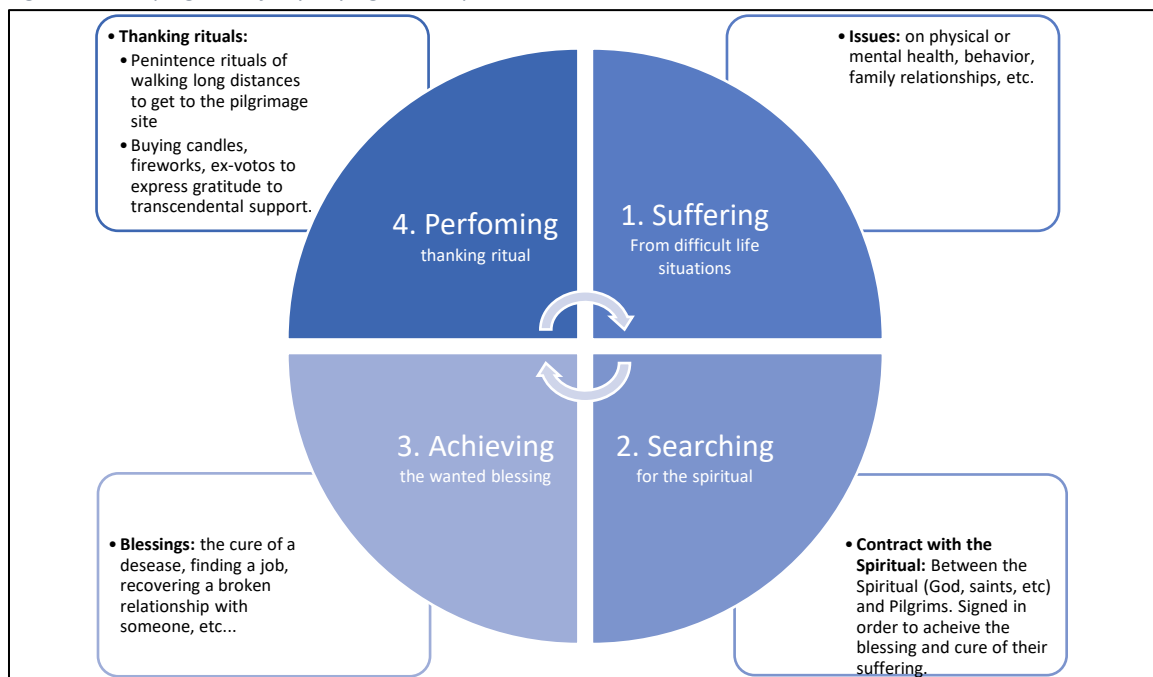 • Thanking rituals:
• Penintence rituals of
walking long distances
to get to the pilgrimage
site
• Buying candles,
fireworks, ex-votos to
express gratitude to
transcendental support.
• Issues: on physical or
mental health, behavior,
family relationships, etc.
4. Perfoming
thanking ritual
1. Suffering
From difficult life
situations
3. Achieving
the wanted blessing
2. Searching
for the spiritual
• Blessings: the cure of a
desease, finding a job,
recovering a broken
relationship with
someone, etc...
• Contract with the
Spiritual: Between the
Spiritual (God, saints, etc)
and Pilgrims. Signed in
order to acheive the
blessing and cure of their
suffering.